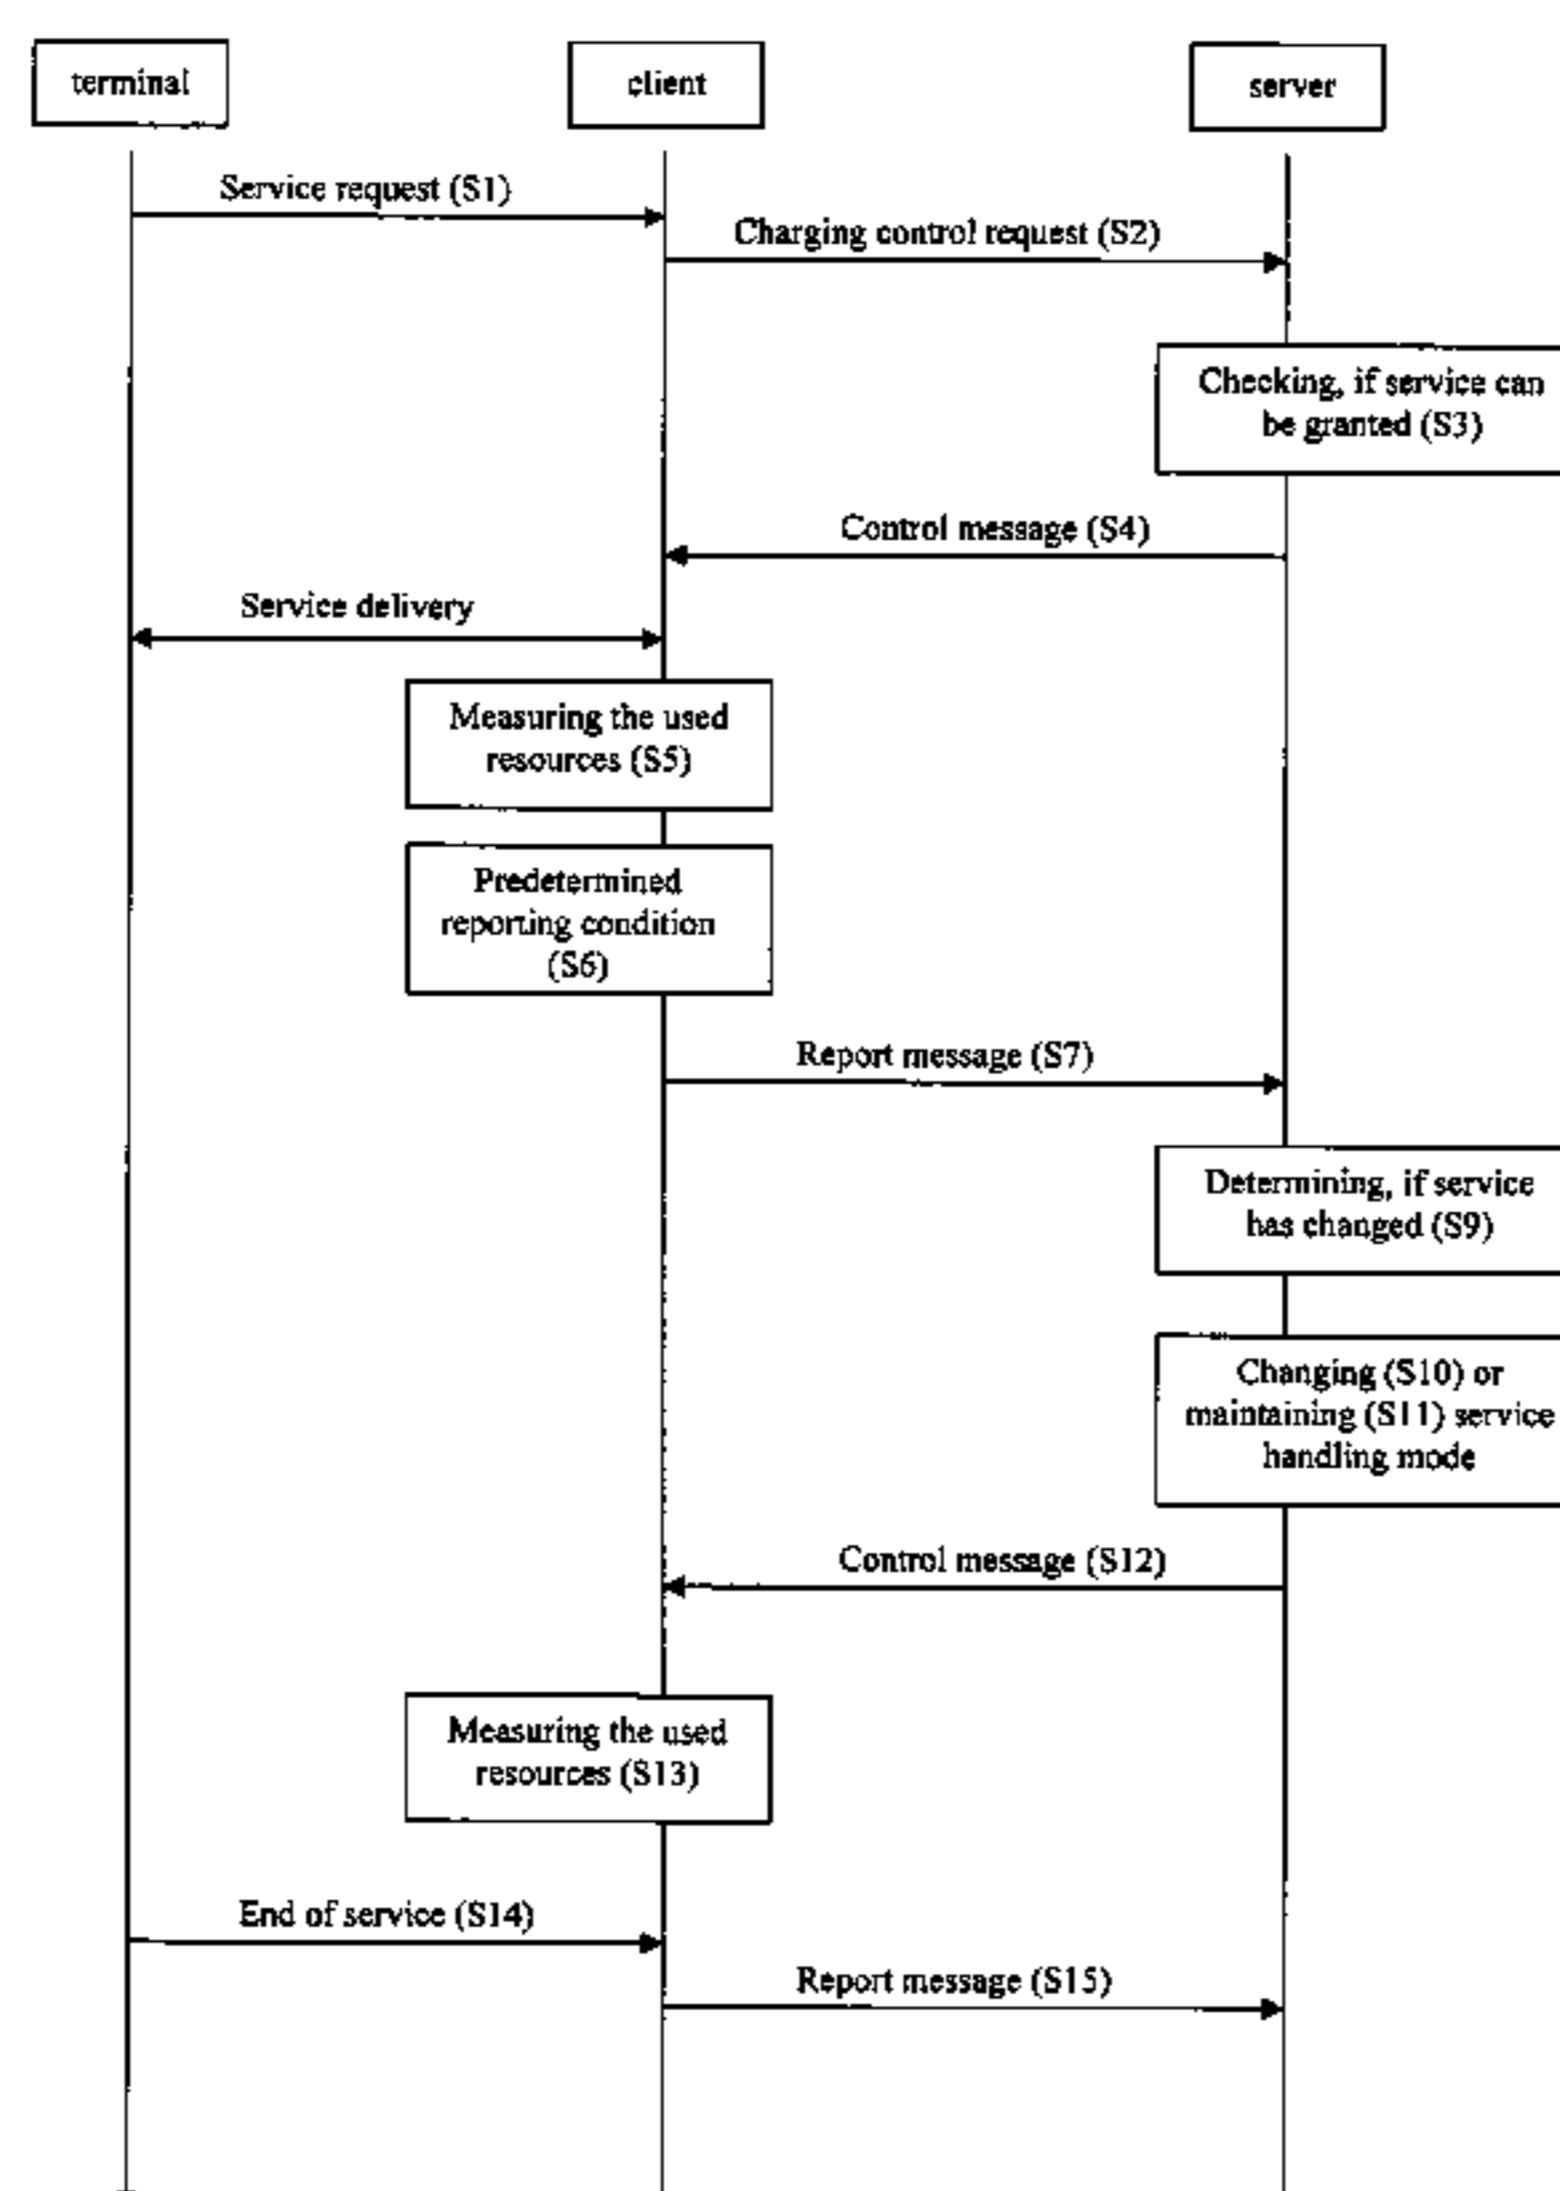 terminal
client
server
Service request (S1)
Charging control request (S2)
Checking, if service can
be granted (S3)
Control message (S4)
Service delivery
Measuring the used
resources (S5)
Predetermined
reporting condition
(S6)
Report message (S7)
Determining, if service
has changed (S9)
Changing (S10) or
maintaining (S11) service
handling mode
Control message (S12)
Measuring the used
resources (S13)
End of service (S14)
Report message (S15)